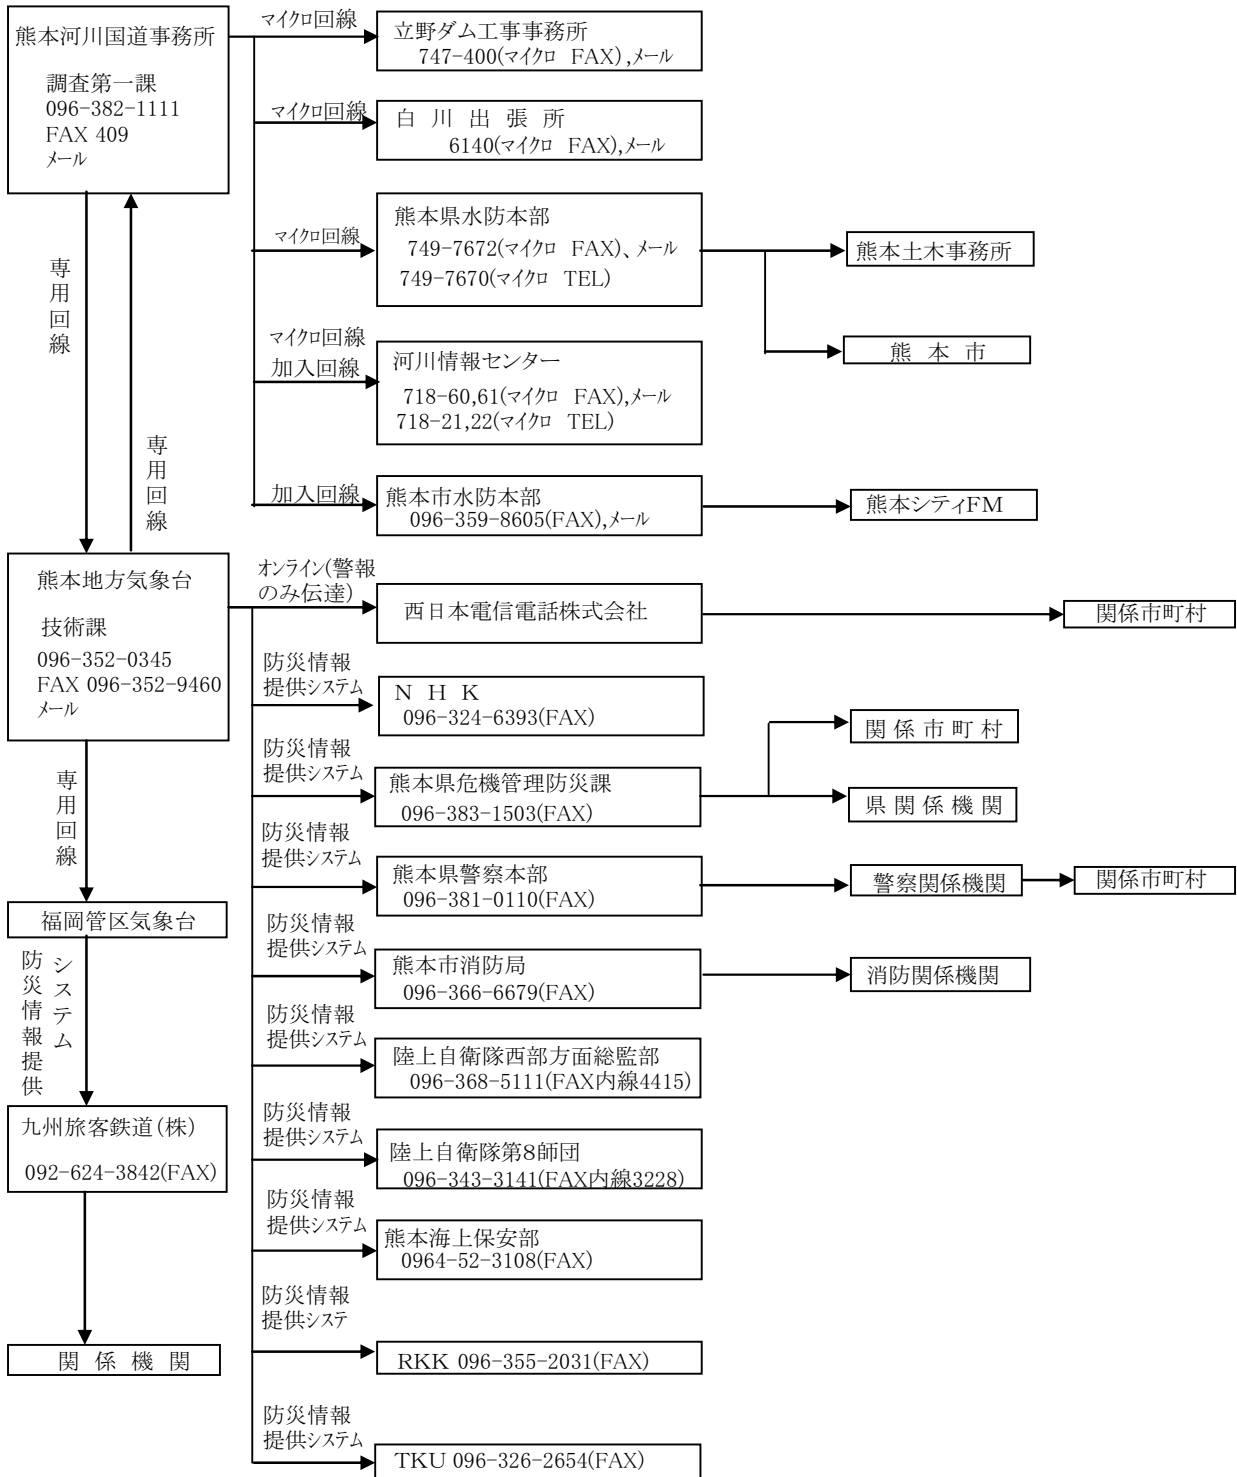 熊本河川国道事務所
調査第一課
096-382-1111
FAX 409
メール
マイクロ回線
立野ダム工事事務所
747-400(マイクロ FAX),メール
マイクロ回線
白川出張所
6140(マイクロ FAX),メール
マイクロ回線
熊本県水防本部
749-7672(マイクロ FAX)、メール
749-7670(マイクロ TEL)
熊本土木事務所
熊本市
専用回線
マイクロ回線
加入回線
河川情報センター
718-60,61(マイクロ FAX),メール
718-21,22(マイクロ TEL)
専用回線
加入回線
熊本市水防本部
096-359-8605(FAX),メール
熊本シティFM
熊本地方気象台
技術課
096-352-0345
FAX 096-352-9460
メール
オンライン(警報
のみ伝達)
西日本電信電話株式会社
関係市町村
防災情報
提供システム
NHK
096-324-6393(FAX)
防災情報
提供システム
熊本県危機管理防災課
096-383-1503(FAX)
関係市町村
県関係機関
専用回線
防災情報
提供システム
熊本県警察本部
096-381-0110(FAX)
警察関係機関
関係市町村
福岡管区気象台
防災情報
提供システム
熊本市消防局
096-366-6679(FAX)
消防関係機関
防災情報提供
システム
防災情報
提供システム
陸上自衛隊西部方面総監部
096-368-5111(FAX内線4415)
九州旅客鉄道(株)
092-624-3842(FAX)
防災情報
提供システム
陸上自衛隊第8師団
096-343-3141(FAX内線3228)
防災情報
提供システム
熊本海上保安部
0964-52-3108(FAX)
防災情報
提供システ
RKK 096-355-2031(FAX)
関係機関
防災情報
提供システム
TKU 096-326-2654(FAX)